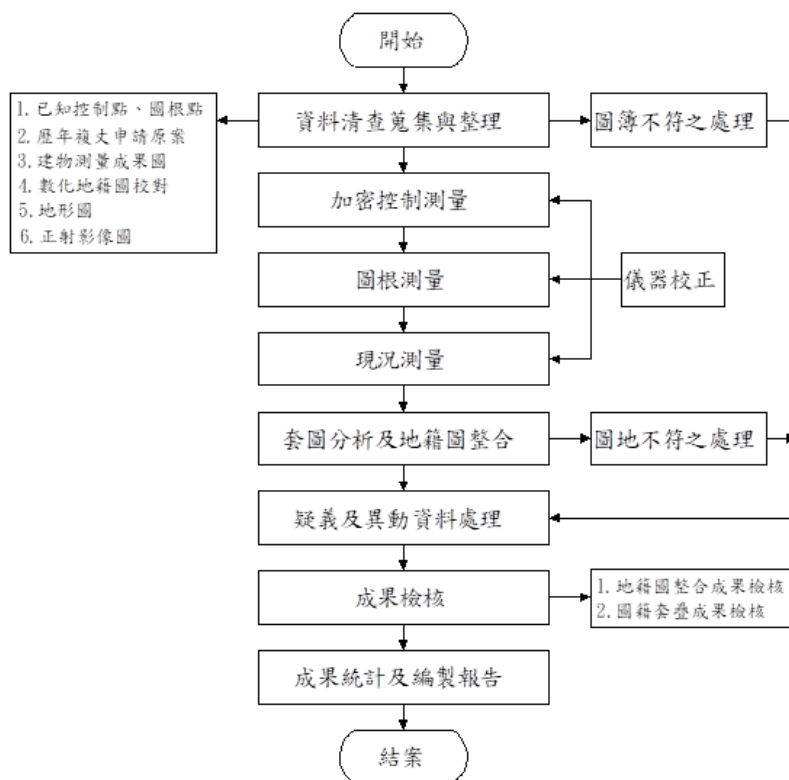 開始
1.已知控制點、圖根點
2.歷年複丈申請原案
3.建物測量成果圖
4.數化地籍圖校對
5.地形圖
6.正射影像圖
資料清查蒐集與整理
圖簿不符之處理
加密控制測量
圖根測量
儀器校正
現況測量
套圖分析及地籍圖整合
圖地不符之處理
疑義及異動資料處理
成果檢核
1.地籍圖整合成果檢核
2.圖籍套疊成果檢核
成果統計及編製報告
結案